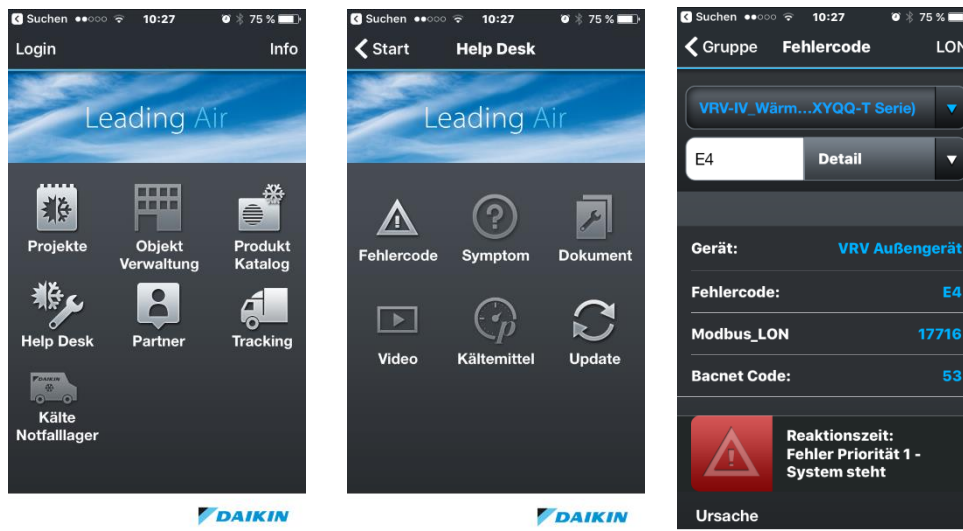 Suchen 10:27 75 %
Login Info
Leading Air
Projekte
Objekt
Verwaltung
Produkt
Katalog
Help Desk
Partner
Tracking
DAIKIN
Kälte
Notfalllager
DAIKIN
Suchen 10:27 75 %
Start Help Desk
Leading Air
Fehlercode
Symptom
Dokument
Video
Kältemittel
Update
DAIKIN
Suchen 10:27 75 %
Gruppe Fehlercode LON
VRV-IV_Wärm...XYQQ-T Serie)
E4 Detail
Gerät: VRV Außengerät
Fehlercode: E4
Modbus_LON 17716
Bacnet Code: 53
Reaktionszeit:
Fehler Priorität 1 -
System steht
Ursache